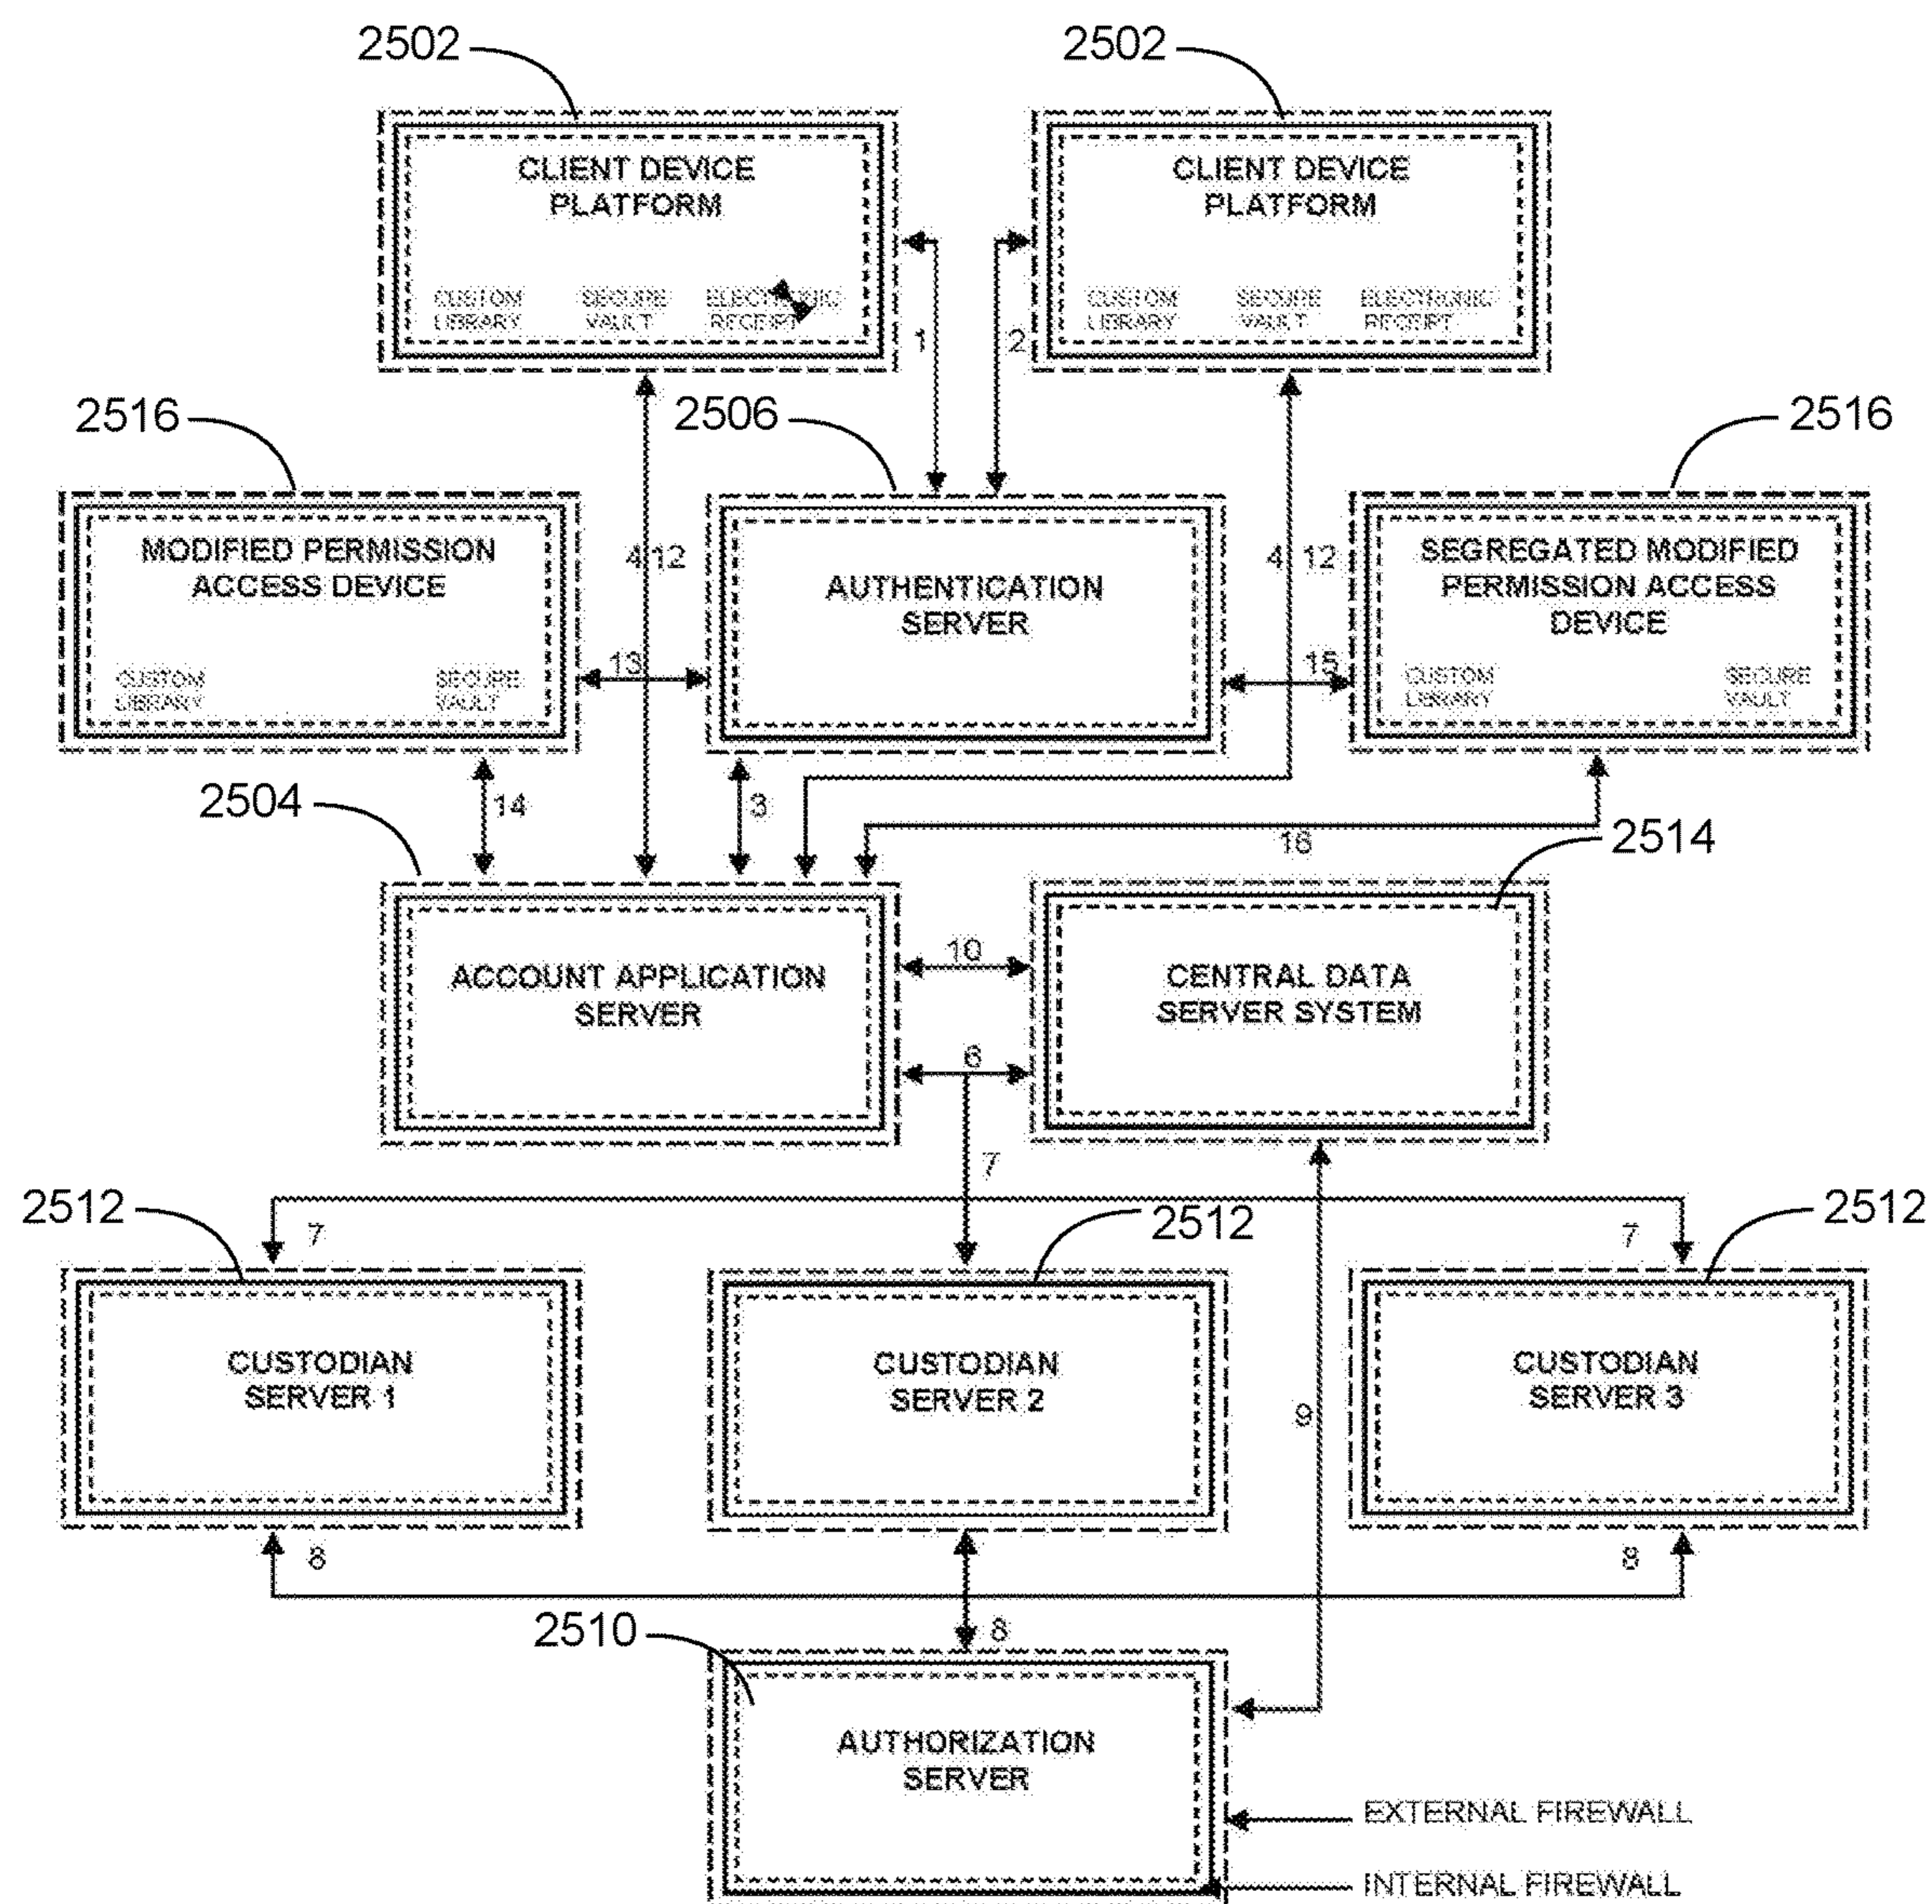 2502
2502
CLIENT DEVICE
PLATFORM
CUSTOM
LIBRARY
SECURE
VAULT
ELECTRONIC
RECEIPT
CLIENT DEVICE
PLATFORM
CUSTOM
LIBRARY
SECURE
VAULT
ELECTRONIC
RECEIPT
1
2
2516
2506
2516
MODIFIED PERMISSION
ACCESS DEVICE
CUSTOM
LIBRARY
SECURE
VAULT
4
12
AUTHENTICATION
SERVER
4
12
SEGREGATED MODIFIED
PERMISSION ACCESS
DEVICE
CUSTOM
LIBRARY
SECURE
VAULT
13
15
2504
14
3
16
2514
ACCOUNT APPLICATION
SERVER
10
6
CENTRAL DATA
SERVER SYSTEM
7
2512
7
2512
7
2512
CUSTODIAN
SERVER 1
CUSTODIAN
SERVER 2
9
CUSTODIAN
SERVER 3
8
8
2510
8
AUTHORIZATION
SERVER
EXTERNAL FIREWALL
INTERNAL FIREWALL